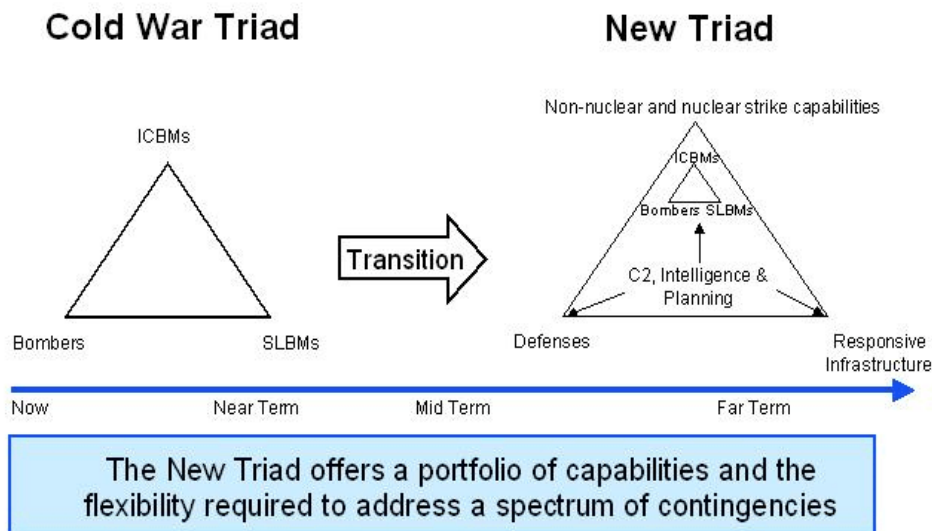 Cold War Triad
New Triad
ICBMs
Bombers
SLBMs
Transition
Non-nuclear and nuclear strike capabilities
ICBMs
Bombers SLBMs
C2, Intelligence &
Planning
Defenses
Responsive
Infrastructure
Now
Near Term
Mid Term
Far Term
The New Triad offers a portfolio of capabilities and the
flexibility required to address a spectrum of contingencies